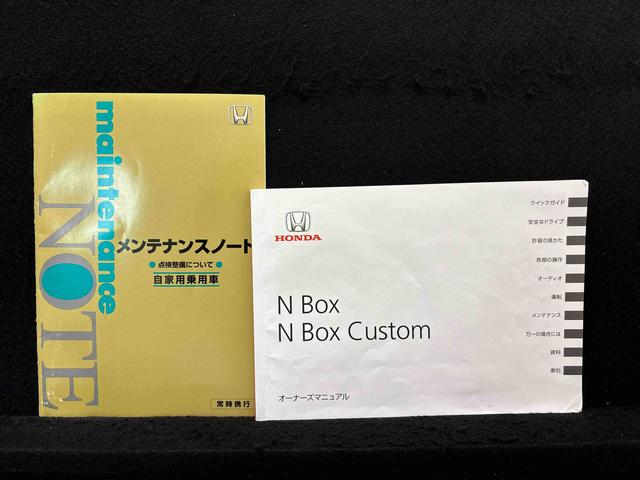 maintenance
NOTE
メンテナンスノート
●点検整備について●
自家用乗用車
常時携行
HONDA
N Box
N Box Custom
オーナーズマニュアル
クイックガイド
安全なドライブ
計器の見かた
各部の操作
オーディオ
運転
メンテナンス
万一の場合には
資料
索引